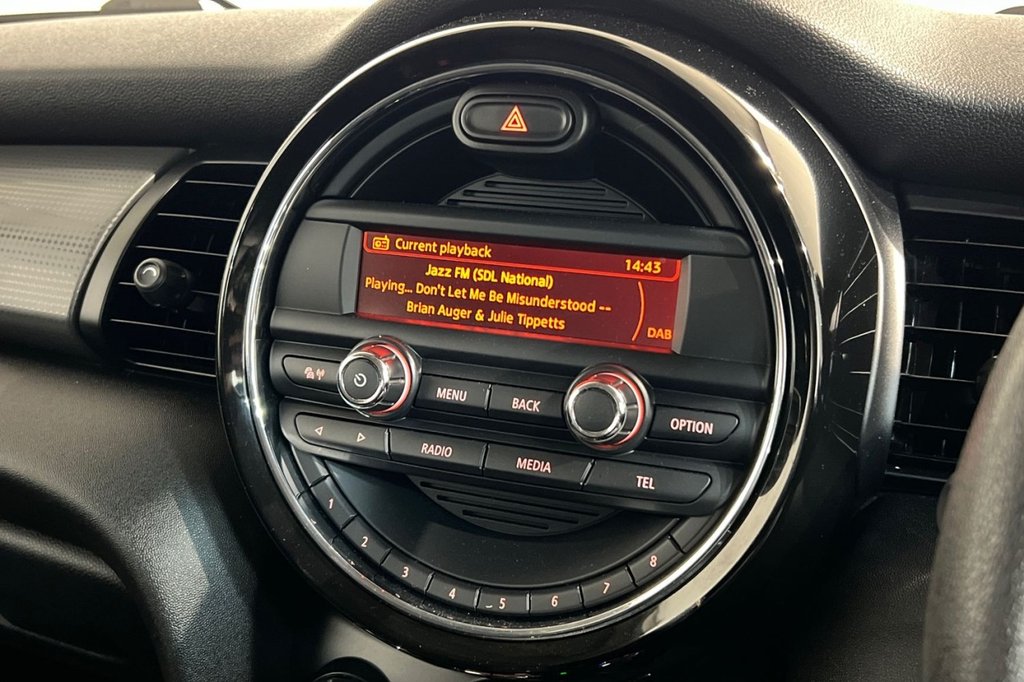 Current playback
14:43
Jazz FM (SDL National)
Playing... Don't Let Me Be Misunderstood --
Brian Auger & Julie Tippetts
DAB
MENU
BACK
OPTION
RADIO
MEDIA
TEL
1
2
3
4
5
6
7
8